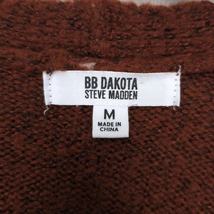 BB DAKOTA
STEVE MADDEN
M
MADE IN
CHINA